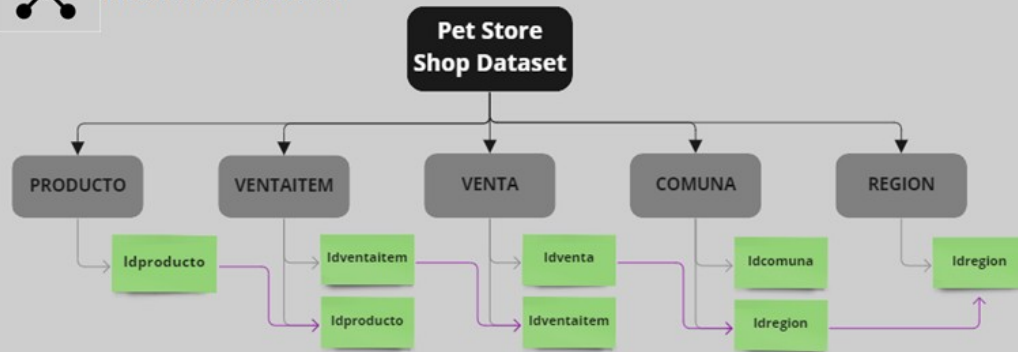 Pet Store
Shop Dataset
PRODUCTO
VENTAITEM
VENTA
COMUNA
REGION
Idproducto
Idventaitem
Idventa
Idcomuna
Idregion
Idproducto
Idventaitem
Idregion